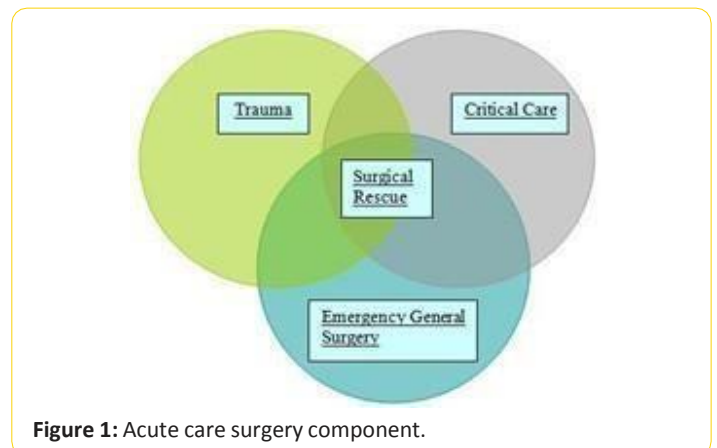 Trauma
Critical Care
Surgical
Rescue
Emergency General
Surgery
Figure 1: Acute care surgery component.